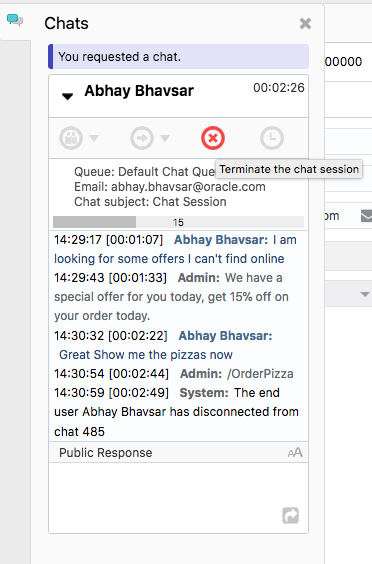 Chats
You requested a chat.
000000
Abhay Bhavsar
00:02:26
Terminate the chat session
Queue: Default Chat Que
Email: abhay.bhavsar@oracle.com
Chat subject: Chat Session
om
15
14:29:17 [00:01:07] Abhay Bhavsar: I am
looking for some offers I can't find online
14:29:43 [00:01:33] Admin: We have a
special offer for you today, get 15% off on
your order today.
14:30:32 [00:02:22] Abhay Bhavsar:
Great Show me the pizzas now
14:30:54 [00:02:44] Admin: /OrderPizza
14:30:59 [00:02:49] System: The end
user Abhay Bhavsar has disconnected from
chat 485
Public Response
AA